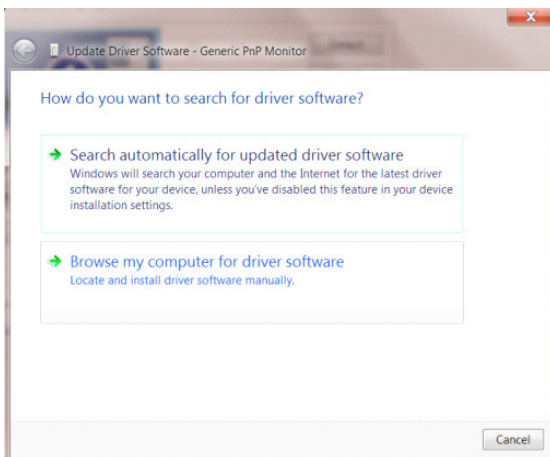 Update Driver Software - Generic PnP Monitor
How do you want to search for driver software?
Search automatically for updated driver software
Windows will search your computer and the Internet for the latest driver
software for your device, unless you've disabled this feature in your device
installation settings.
Browse my computer for driver software
Locate and install driver software manually.
Cancel